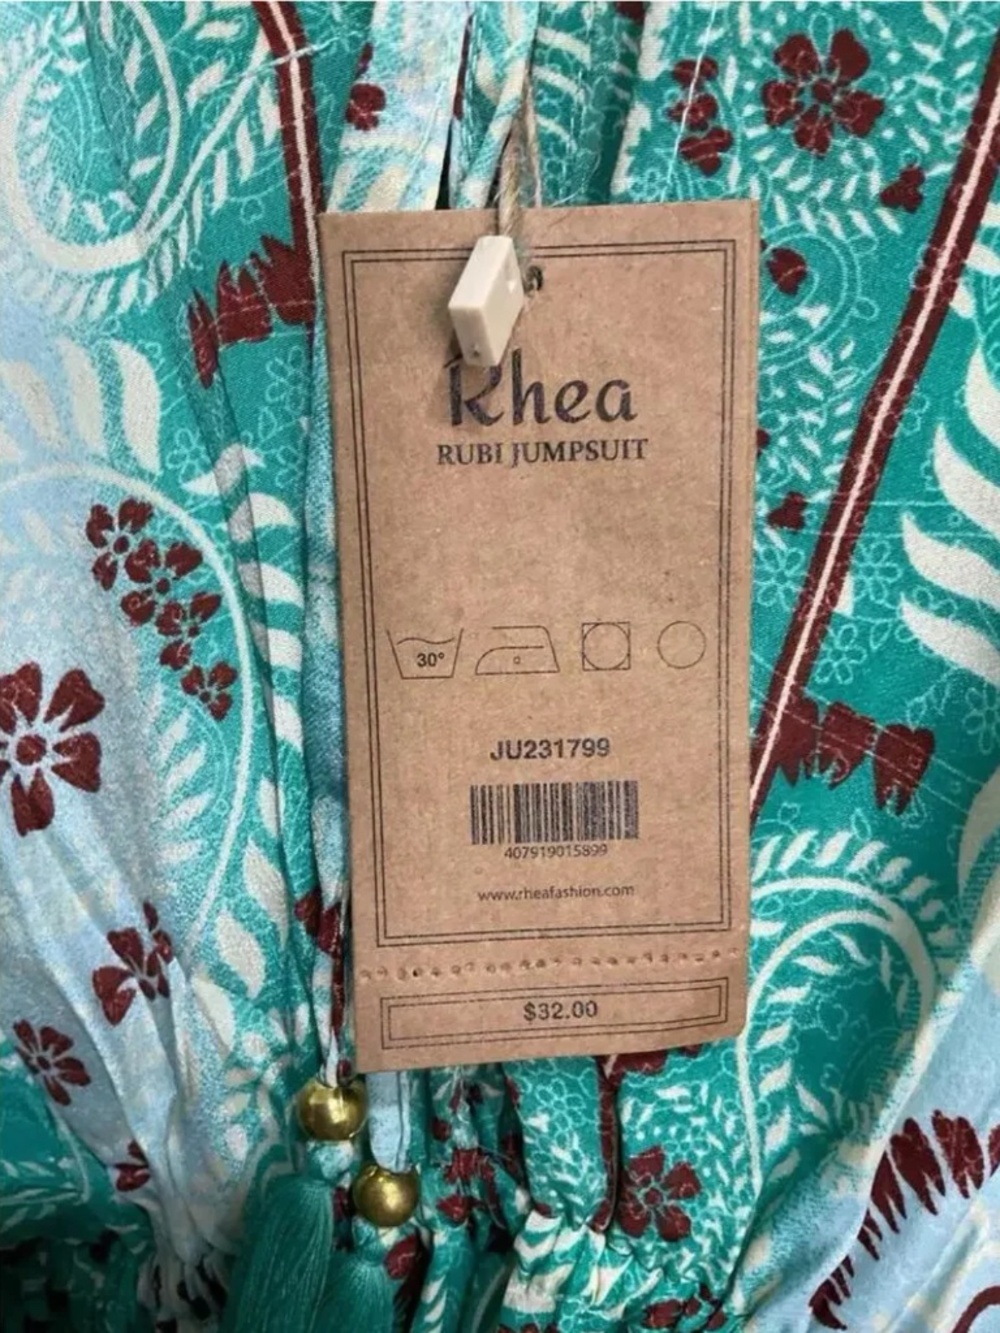 Rhea
RUBI JUMPSUIT
30°
JU231799
407919015899
www.rheafashion.com
$32.00